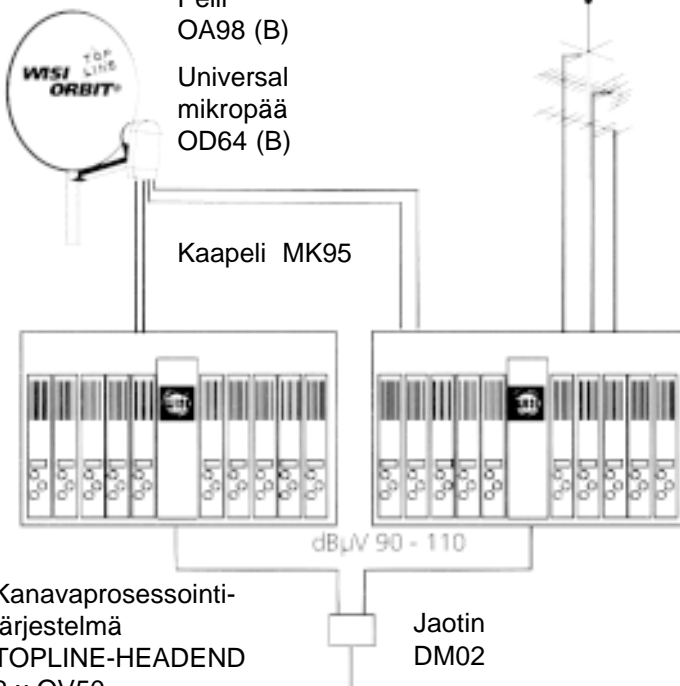 OA98 (B)
TOP
LINE
WISI
ORBIT®
Universal
mikropää
OD64 (B)
Kaapeli MK95
dBµV 90 - 110
Kanavaprosessointi-
järjestelmä
TOPLINE-HEADEND
Jaotin
DM02